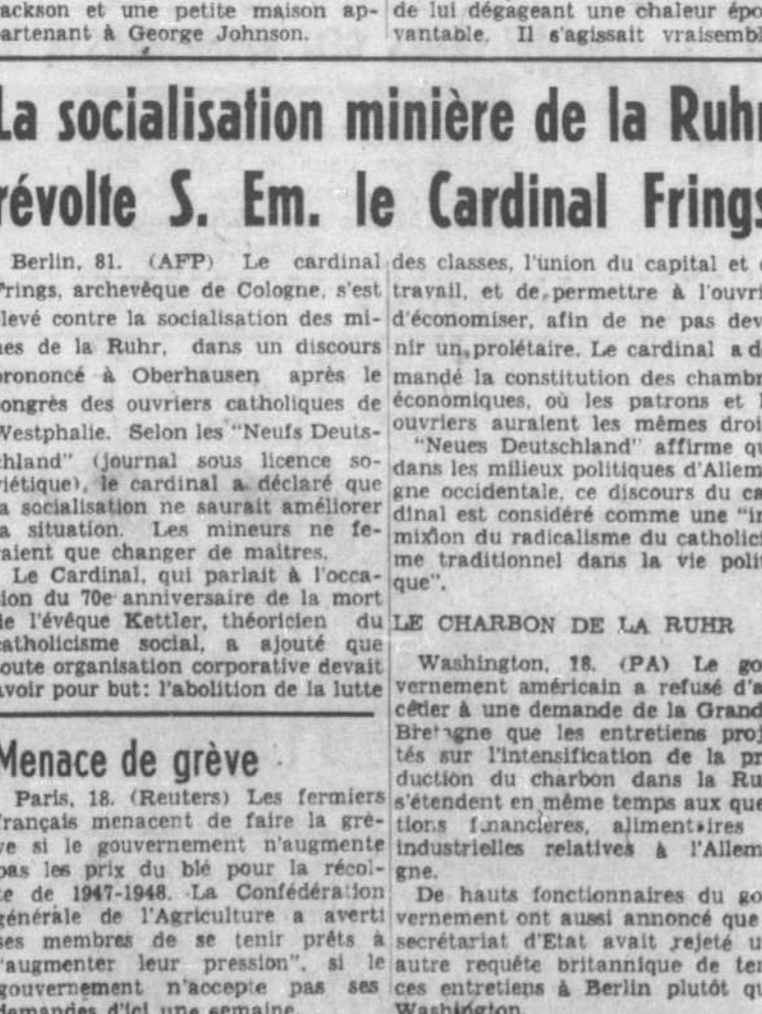 ackson et une petite maison ap-
artenant à George Johnson.
de lui dégageant une chaleur épo
vantable. Il s'agissait vraisembl
La socialisation minière de la Ruhr
révolte S. Em. le Cardinal Frings
Berlin, 81. (AFP) Le cardinal
Frings, archevêque de Cologne, s'est
levé contre la socialisation des mi-
nes de la Ruhr, dans un discours
prononcé à Oberhausen après le
ongrès des ouvriers catholiques de
Westphalie. Selon les "Neufs Deuts-
chland" (journal sous licence so-
viétique), le cardinal a déclaré que
la socialisation ne saurait améliorer
la situation. Les mineurs ne fe-
raient que changer de maîtres.
Le Cardinal, qui parlait à l'occa-
sion du 70e anniversaire de la mort
de l'évêque Kettler, théoricien du
catholicisme social, a ajouté que
toute organisation corporative devait
avoir pour but: l'abolition de la lutte
des classes, l'union du capital et
travail, et de permettre à l'ouvri
d'économiser, afin de ne pas dev
nir un prolétaire. Le cardinal a de
mandé la constitution des chambr
économiques, où les patrons et l
ouvriers auraient les mêmes droi
"Neues Deutschland" affirme qu
dans les milieux politiques d'Allem
gne occidentale, ce discours du ca
dinal est considéré comme une "im
mixion du radicalisme du catholici
me traditionnel dans la vie polit
que".
LE CHARBON DE LA RUHR
Washington, 18. (PA) Le go
vernement américain a refusé d'a
céder à une demande de la Grand
Bretagne que les entretiens proj
tés sur l'intensification de la pr
duction du charbon dans la Ru
s'étendent en même temps aux que
tions financières, alimentaires
industrielles relatives à l'Allem
gne.
De hauts fonctionnaires du go
vernement ont aussi annoncé que
secrétariat d'Etat avait rejeté u
autre requête britannique de ten
ces entretiens à Berlin plutôt qu
Washington.
Menace de grève
Paris, 18. (Reuters) Les fermiers
français menacent de faire la grè-
ve si le gouvernement n'augmente
pas les prix du blé pour la récol-
te de 1947-1948. La Confédération
générale de l'Agriculture a averti
ses membres de se tenir prêts à
"augmenter leur pression", si le
gouvernement n'accepte pas ses
demandes d'ici une semaine.